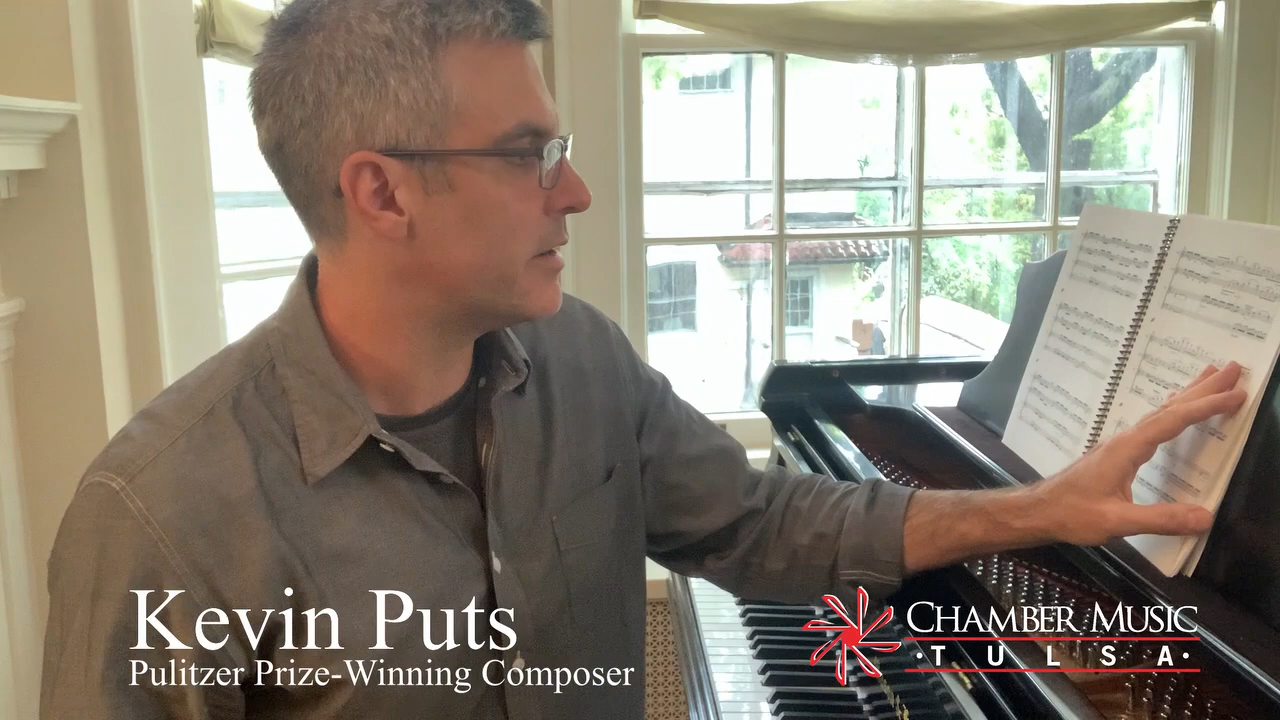 Kevin Puts
Pulitzer Prize-Winning Composer
CHAMBER MUSIC
·TULSA·